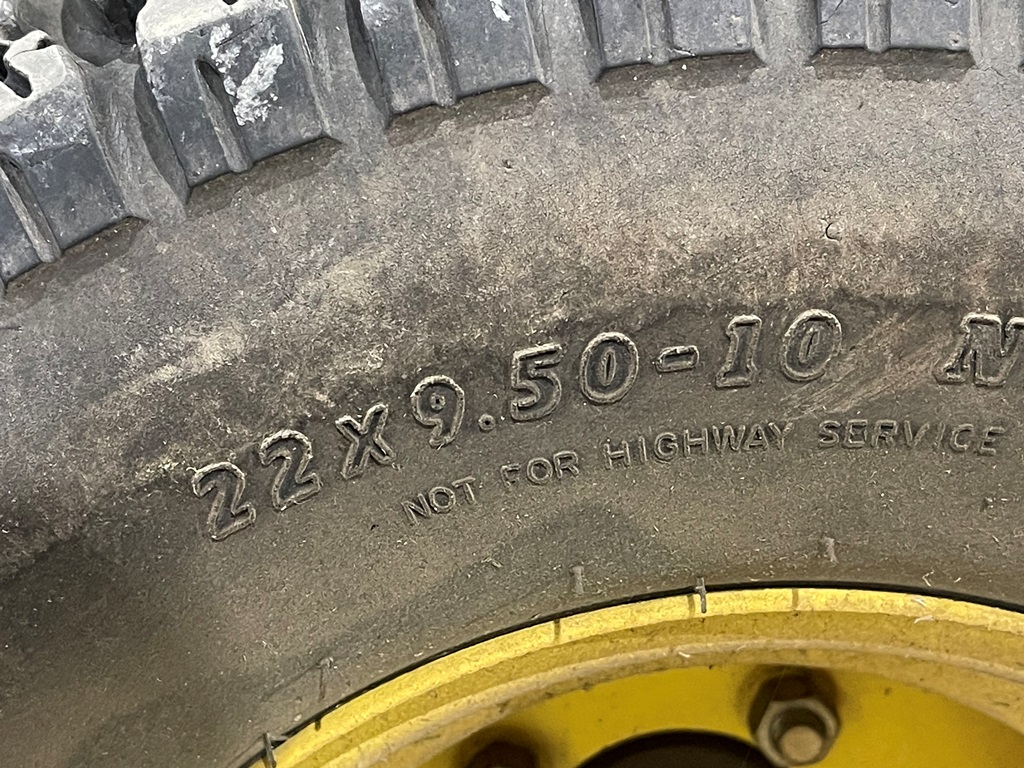 22X9.50-10 N
NOT FOR HIGHWAY SERVICE